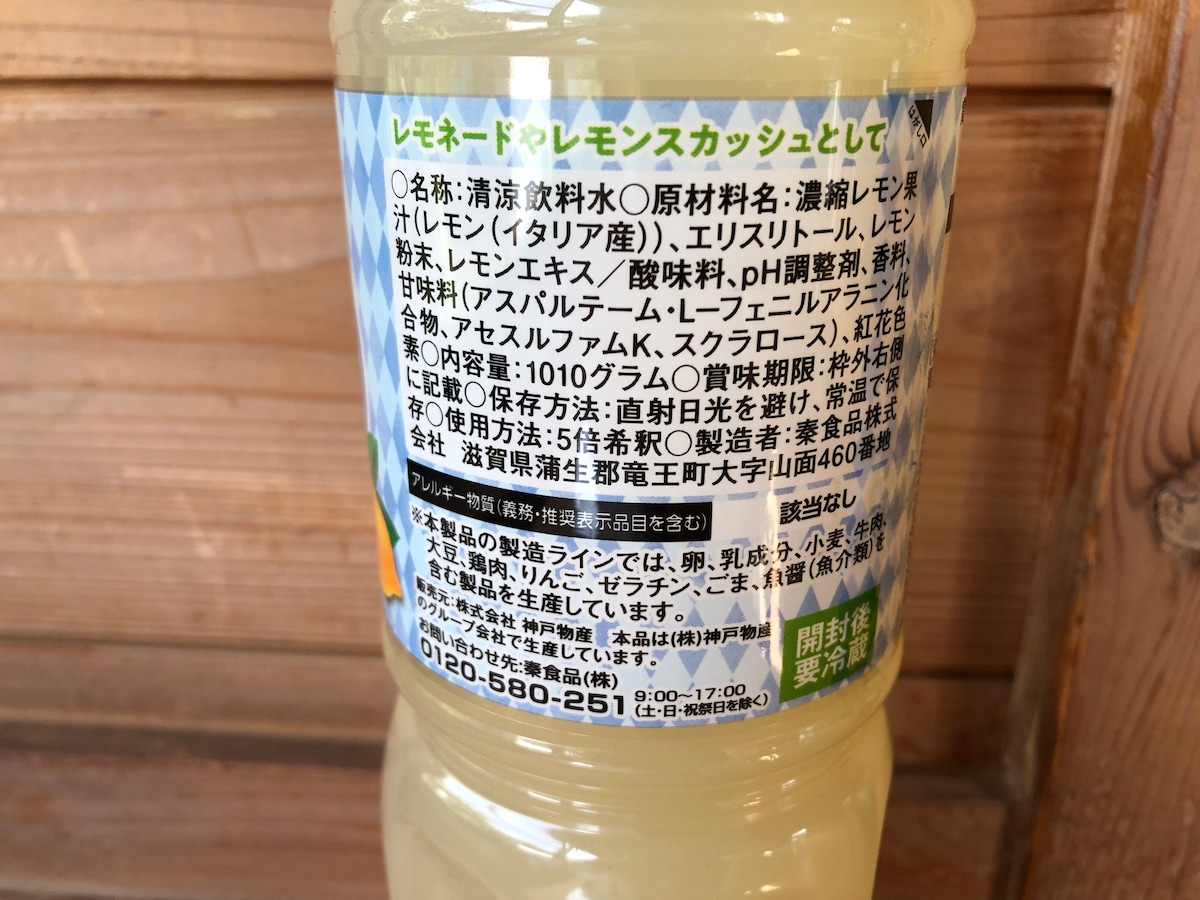 レモネードやレモンスカッシュとして
はがし口
○名称：清涼飲料水○原材料名：濃縮レモン果
汁（レモン（イタリア産））、エリスリトール、レモン
粉末、レモンエキス／酸味料、pH調整剤、香料、
甘味料（アスパルテーム・L－フェニルアラニン化
合物、アセスルファムK、スクラロース）、紅花色
素○内容量：1010グラム○賞味期限：枠外右側
に記載○保存方法：直射日光を避け、常温で保
存○使用方法：5倍希釈○製造者：秦食品株式
会社　滋賀県蒲生郡竜王町大字山面460番地
アレルギー物質（義務・推奨表示品目を含む）　該当なし
※本製品の製造ラインでは、卵、乳成分、小麦、牛肉、
大豆、鶏肉、りんご、ゼラチン、ごま、魚醤（魚介類）を
含む製品を生産しています。
販売元：株式会社 神戸物産　本品は（株）神戸物産
のグループ会社で生産しています。
お問い合わせ先：秦食品（株）
0120-580-251 9:00～17:00
（土・日・祝祭日を除く）
開封後
要冷蔵